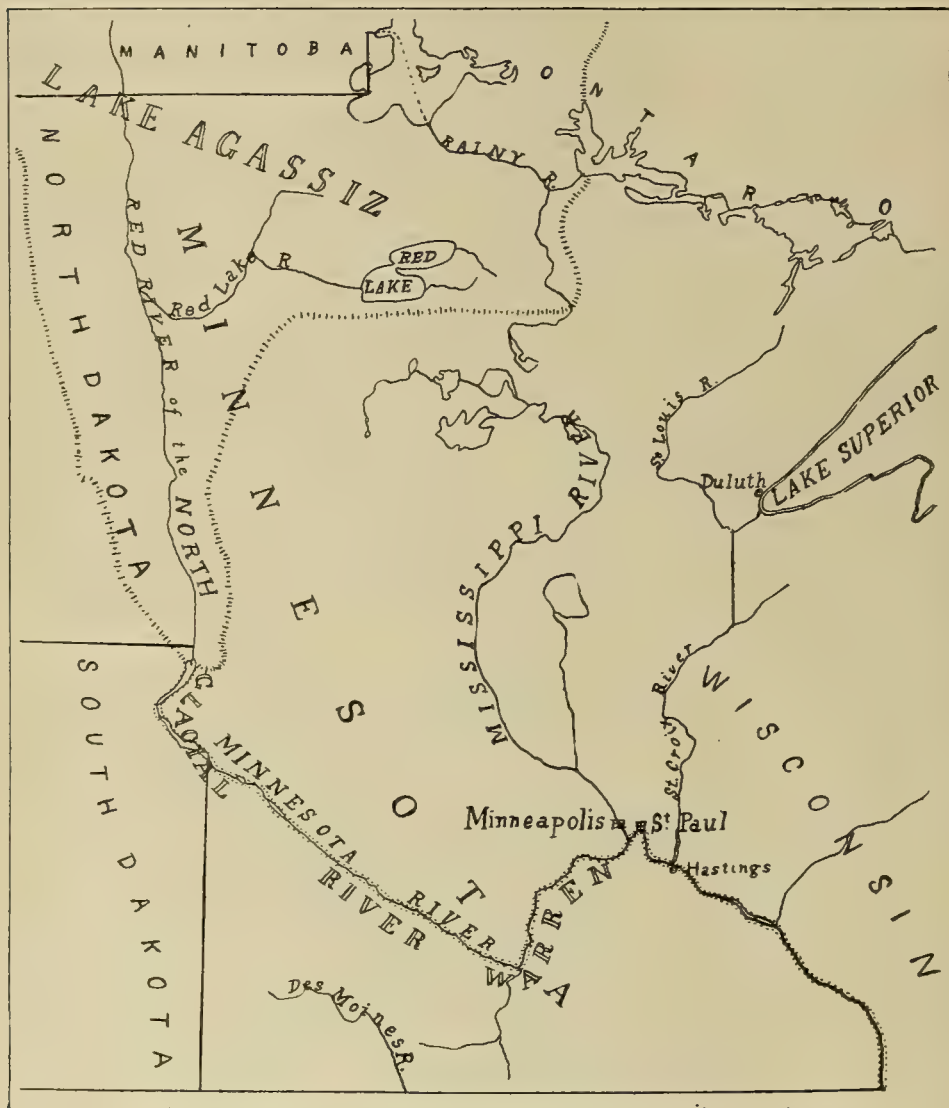 MANITOBA
ONTARIO
LAKE AGASSIZ
NORTH DAKOTA
RAINY R.
RED RIVER of the NORTH
Red Lake R
RED
LAKE
MINNESOTA
St Louis R.
Duluth
LAKE SUPERIOR
MISSISSIPPI RIVER
SOUTH DAKOTA
GLACIAL RIVER WARREN
MINNESOTA RIVER
St. Croix River
WISCONSIN
Minneapolis
St Paul
Hastings
Des Moines R.